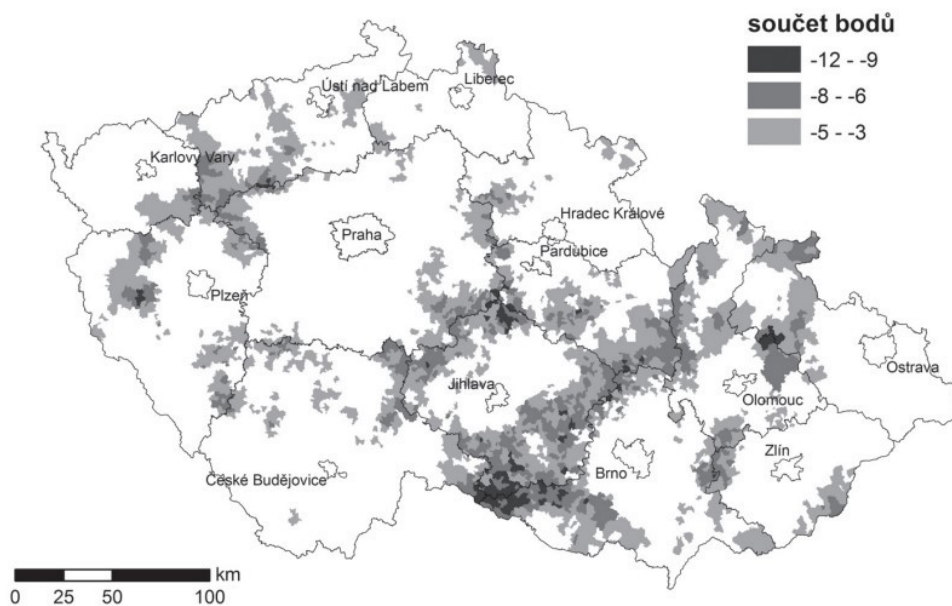 součet bodů
-12 - -9
-8 - -6
-5 - -3
Ústí nad Labem
Liberec
Karlovy Vary
Hradec Králové
Praha
Pardubice
Plzeň
Ostrava
Jihlava
Olomouc
Zlín
Brno
České Budějovice
km
0 25 50 100